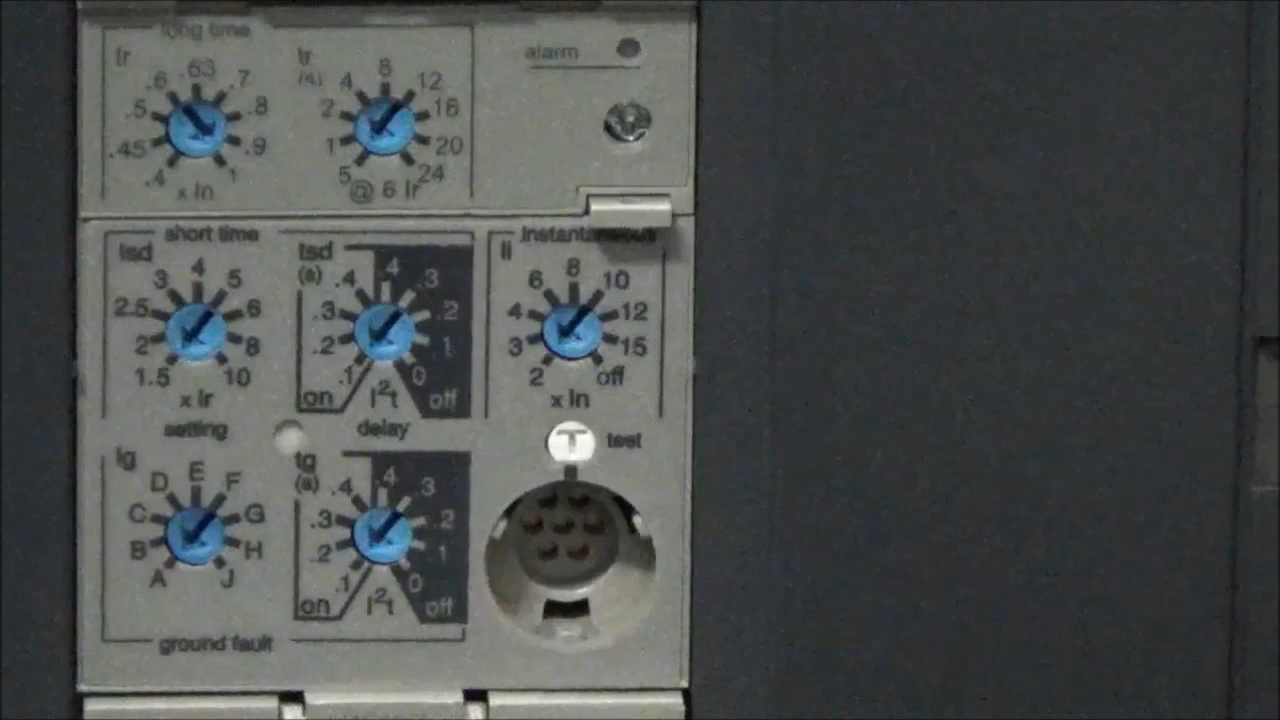 long time
alarm
Ir
.4 .45 .5 .6 .63 .7 .8 .9 1
x In
tr
(s)
.5 1 2 4 8 12 16 20 24
@ 6 Ir
short time
Isd
1.5 2 2.5 3 4 5 6 8 10
x Ir
tsd
(s)
.1 .2 .3 .4 .4 .3 .2 .1 0
on I²t off
instantaneous
Ii
2 3 4 6 8 10 12 15 off
x In
setting
delay
T test
Ig
A B C D E F G H J
tg
(s)
.1 .2 .3 .4 .4 .3 .2 .1 0
on I²t off
ground fault